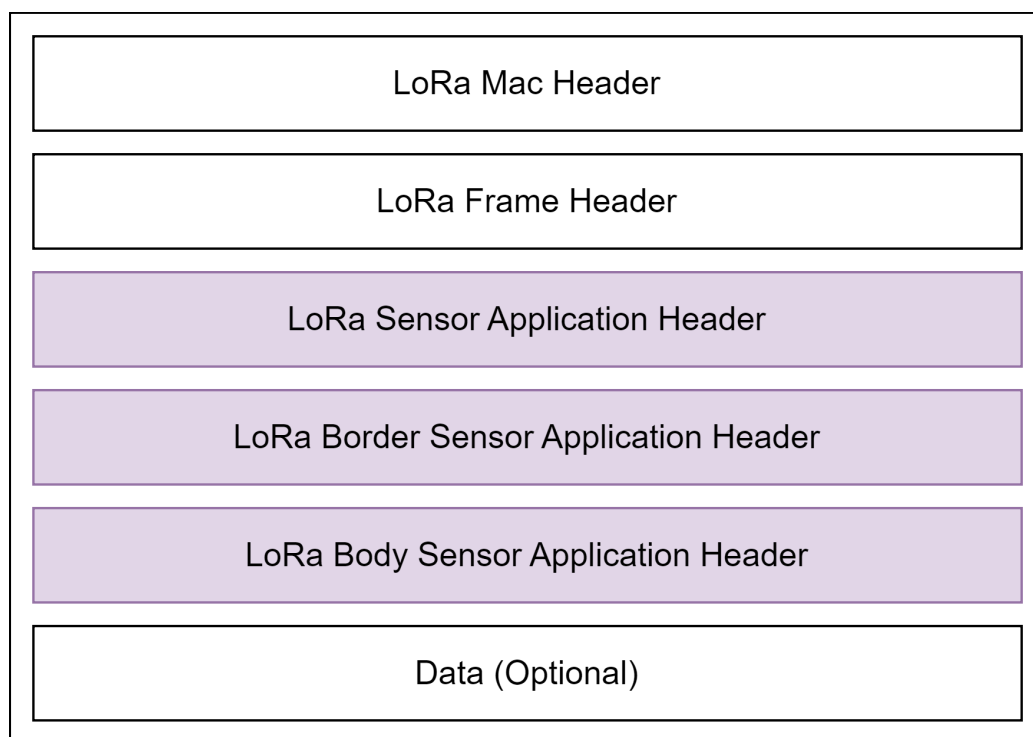 LoRa Mac Header
LoRa Frame Header
LoRa Sensor Application Header
LoRa Border Sensor Application Header
LoRa Body Sensor Application Header
Data (Optional)